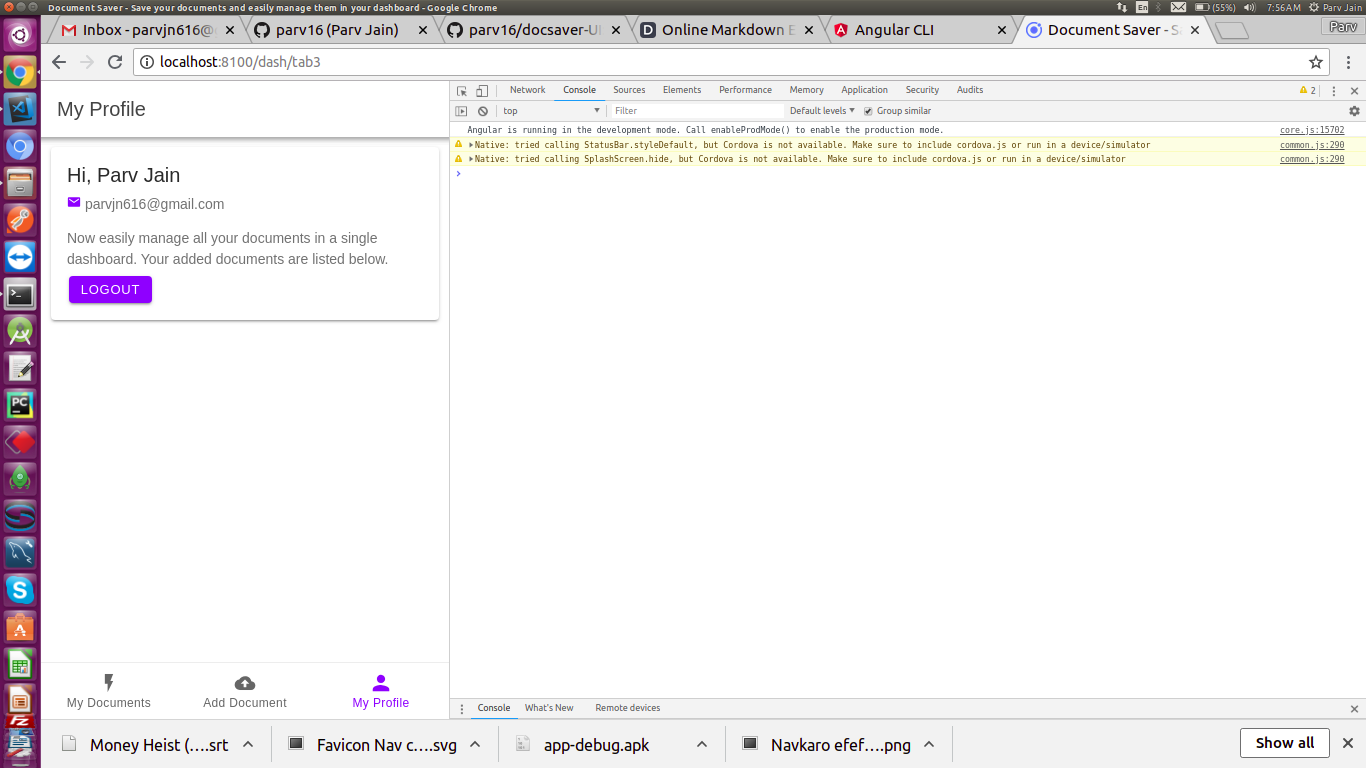 Document Saver - Save your documents and easily manage them in your dashboard - Google Chrome
En
(55%)
7:56AM
Parv Jain
Inbox - parvjn616@
parv16 (Parv Jain)
parv16/docsaver-UI
Online Markdown E
Angular CLI
Document Saver - Sa
Parv
localhost:8100/dash/tab3
Network
Console
Sources
Elements
Performance
Memory
Application
Security
Audits
2
top
Filter
Default levels
Group similar
Angular is running in the development mode. Call enableProdMode() to enable the production mode.
core.js:15702
Native: tried calling StatusBar.styleDefault, but Cordova is not available. Make sure to include cordova.js or run in a device/simulator
common.js:290
Native: tried calling SplashScreen.hide, but Cordova is not available. Make sure to include cordova.js or run in a device/simulator
common.js:290
My Profile
Hi, Parv Jain
parvjn616@gmail.com
Now easily manage all your documents in a single
dashboard. Your added documents are listed below.
LOGOUT
PC
Fz
My Documents
Add Document
My Profile
Console
What's New
Remote devices
Money Heist (....srt
Favicon Nav c....svg
app-debug.apk
Navkaro efef....png
Show all